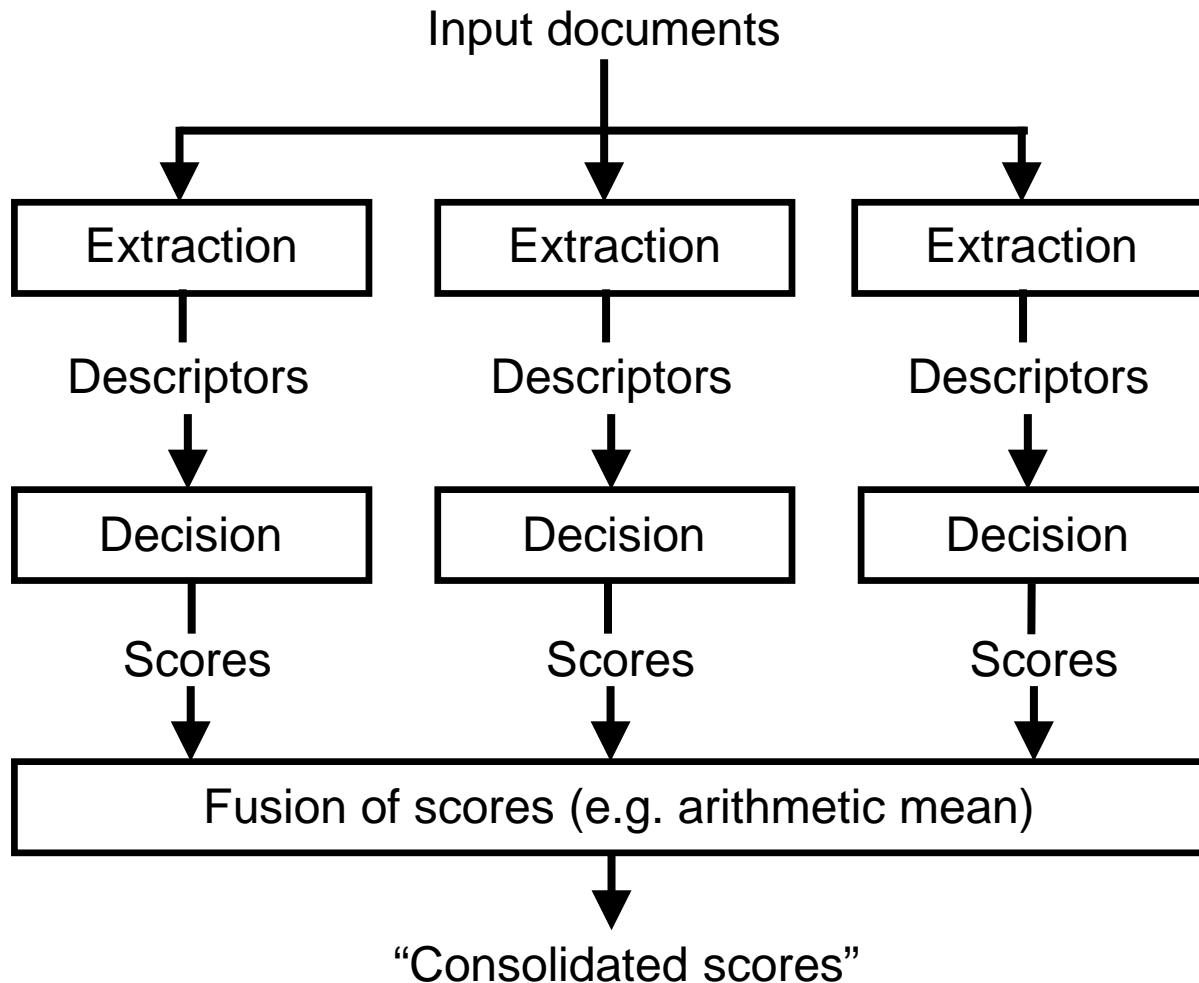 Input documents
Extraction Extraction Extraction
Descriptors Descriptors Descriptors
Decision Decision Decision
Scores Scores Scores
Fusion of scores (e.g. arithmetic mean)
“Consolidated scores”